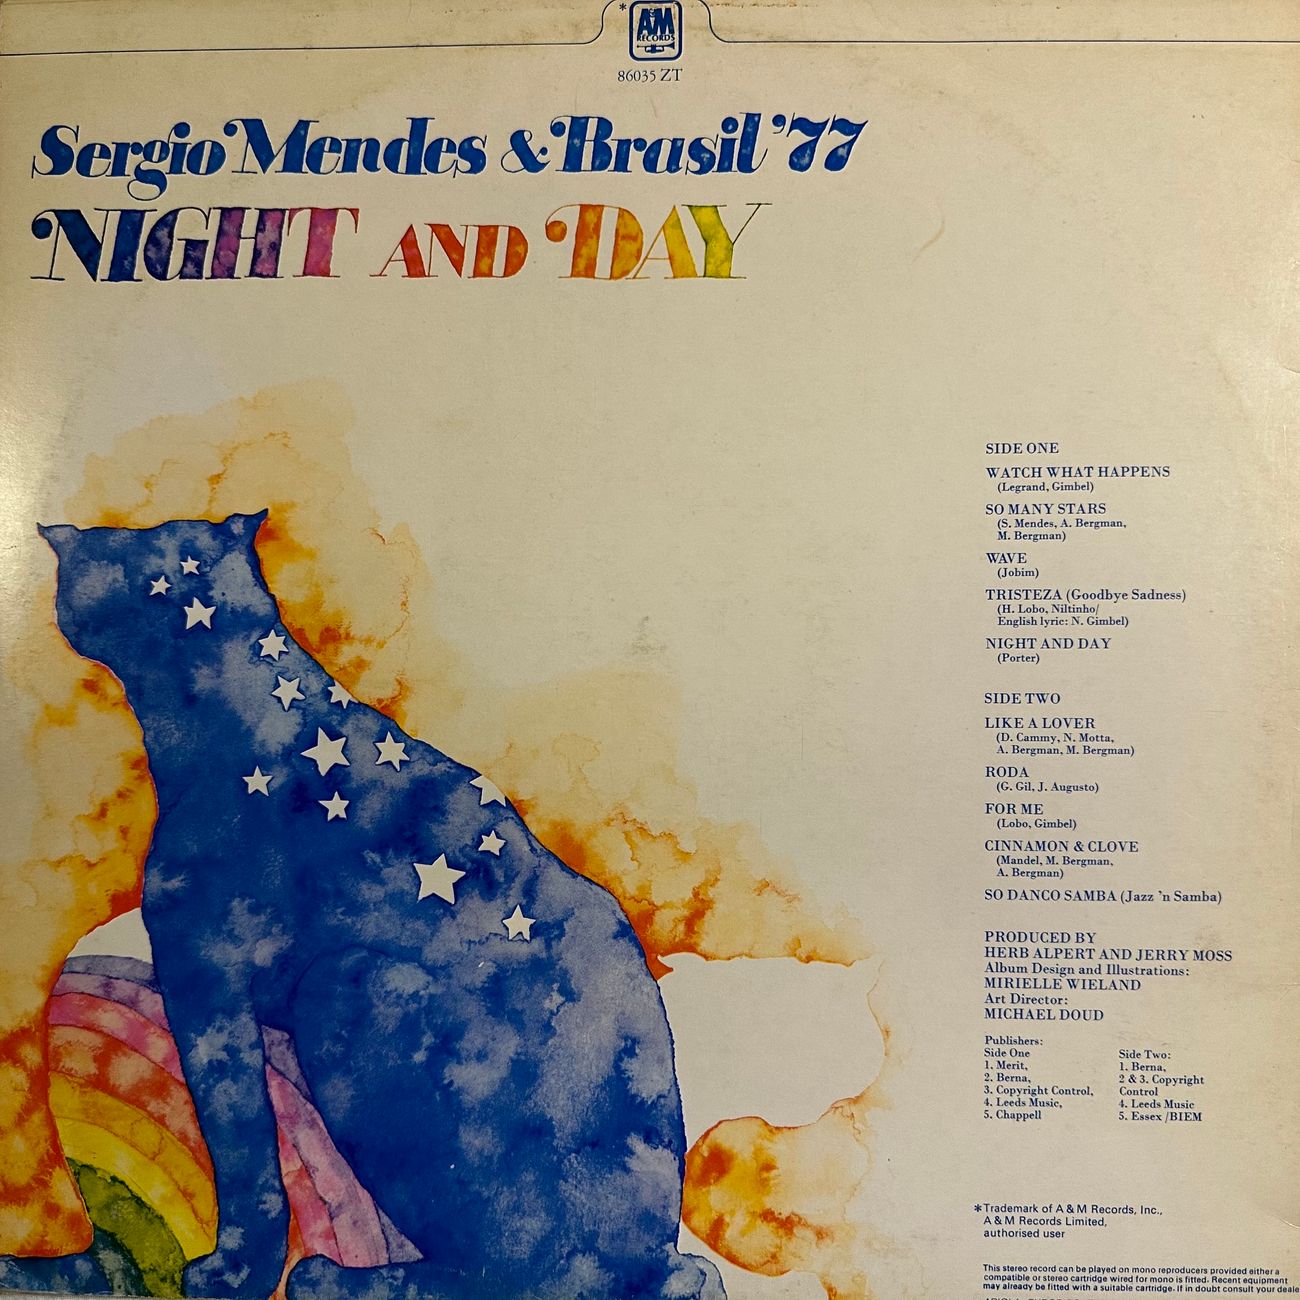 *
A&M
RECORDS
86035 ZT
Sergio Mendes & Brasil '77
NIGHT AND DAY
SIDE ONE
WATCH WHAT HAPPENS
(Legrand, Gimbel)
SO MANY STARS
(S. Mendes, A. Bergman,
M. Bergman)
WAVE
(Jobim)
TRISTEZA (Goodbye Sadness)
(H. Lobo, Niltinho/
English lyric: N. Gimbel)
NIGHT AND DAY
(Porter)
SIDE TWO
LIKE A LOVER
(D. Cammy, N. Motta,
A. Bergman, M. Bergman)
RODA
(G. Gil, J. Augusto)
FOR ME
(Lobo, Gimbel)
CINNAMON & CLOVE
(Mandel, M. Bergman,
A. Bergman)
SO DANCO SAMBA (Jazz 'n Samba)
PRODUCED BY
HERB ALPERT AND JERRY MOSS
Album Design and Illustrations:
MIRIELLE WIELAND
Art Director:
MICHAEL DOUD
Publishers:
Side One
1. Merit,
2. Berna,
3. Copyright Control,
4. Leeds Music,
5. Chappell
Side Two:
1. Berna,
2 & 3. Copyright
Control
4. Leeds Music
5. Essex/BIEM
*Trademark of A & M Records, Inc.,
A & M Records Limited,
authorised user
This stereo record can be played on mono reproducers provided either a
compatible or stereo cartridge wired for mono is fitted. Recent equipment
may already be fitted with a suitable cartridge. If in doubt consult your